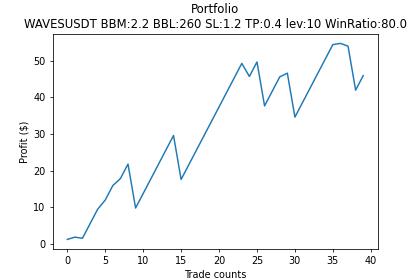 Portfolio
WAVESUSDT BBM:2.2 BBL:260 SL:1.2 TP:0.4 lev:10 WinRatio:80.0
Profit ($)
50
40
30
20
10
0
0 5 10 15 20 25 30 35 40
Trade counts